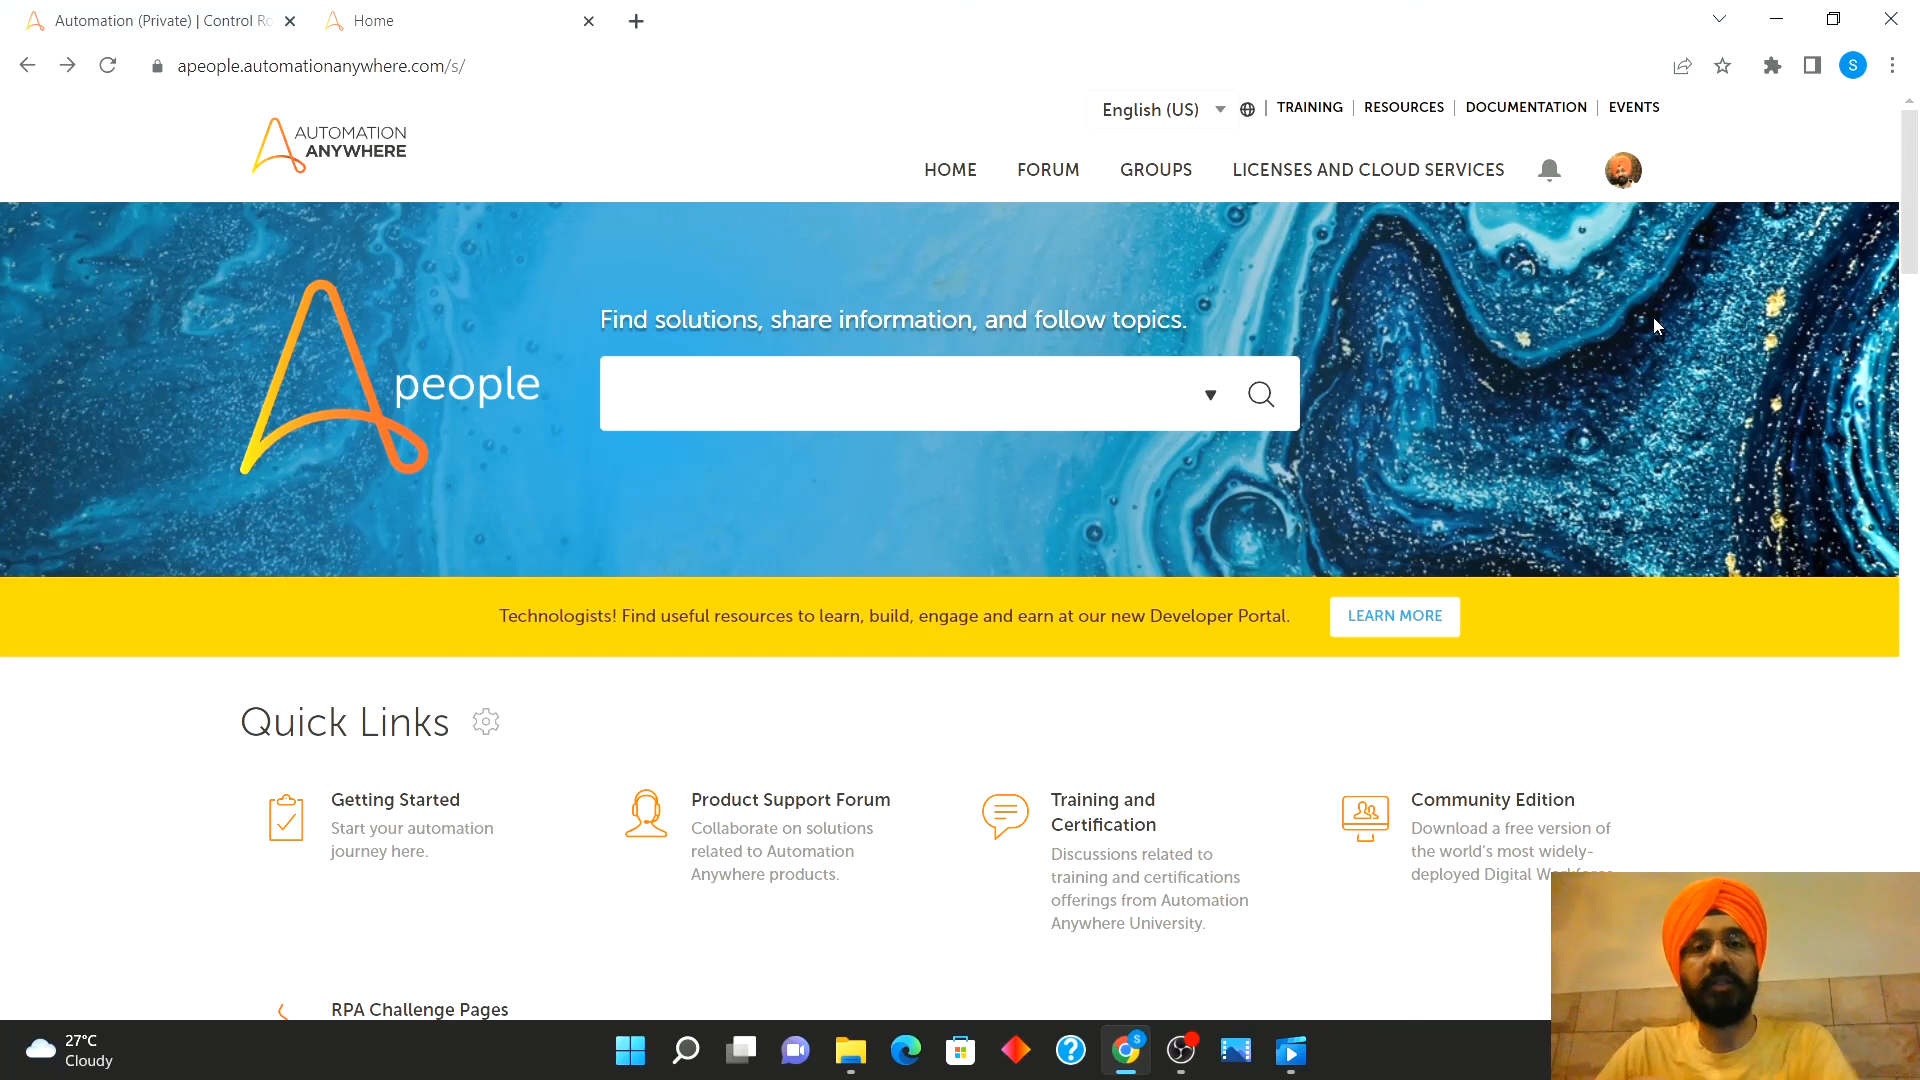 Automation (Private) | Control Ro
Home
apeople.automationanywhere.com/s/
S
English (US)
TRAINING
RESOURCES
DOCUMENTATION
EVENTS
AUTOMATION
ANYWHERE
HOME
FORUM
GROUPS
LICENSES AND CLOUD SERVICES
people
Find solutions, share information, and follow topics.
Technologists! Find useful resources to learn, build, engage and earn at our new Developer Portal.
LEARN MORE
Quick Links
Getting Started
Start your automation
journey here.
Product Support Forum
Collaborate on solutions
related to Automation
Anywhere products.
Training and
Certification
Discussions related to
training and certifications
offerings from Automation
Anywhere University.
Community Edition
Download a free version of
the world's most widely-
deployed Digital
RPA Challenge Pages
27°C
Cloudy
S